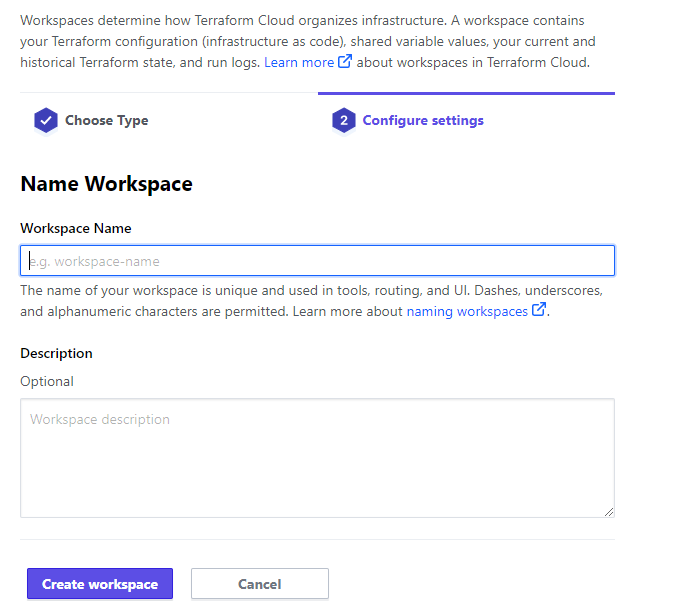 Workspaces determine how Terraform Cloud organizes infrastructure. A workspace contains
your Terraform configuration (infrastructure as code), shared variable values, your current and
historical Terraform state, and run logs. Learn more about workspaces in Terraform Cloud.
Choose Type
2 Configure settings
Name Workspace
Workspace Name
e.g. workspace-name
The name of your workspace is unique and used in tools, routing, and UI. Dashes, underscores,
and alphanumeric characters are permitted. Learn more about naming workspaces.
Description
Optional
Workspace description
Create workspace
Cancel